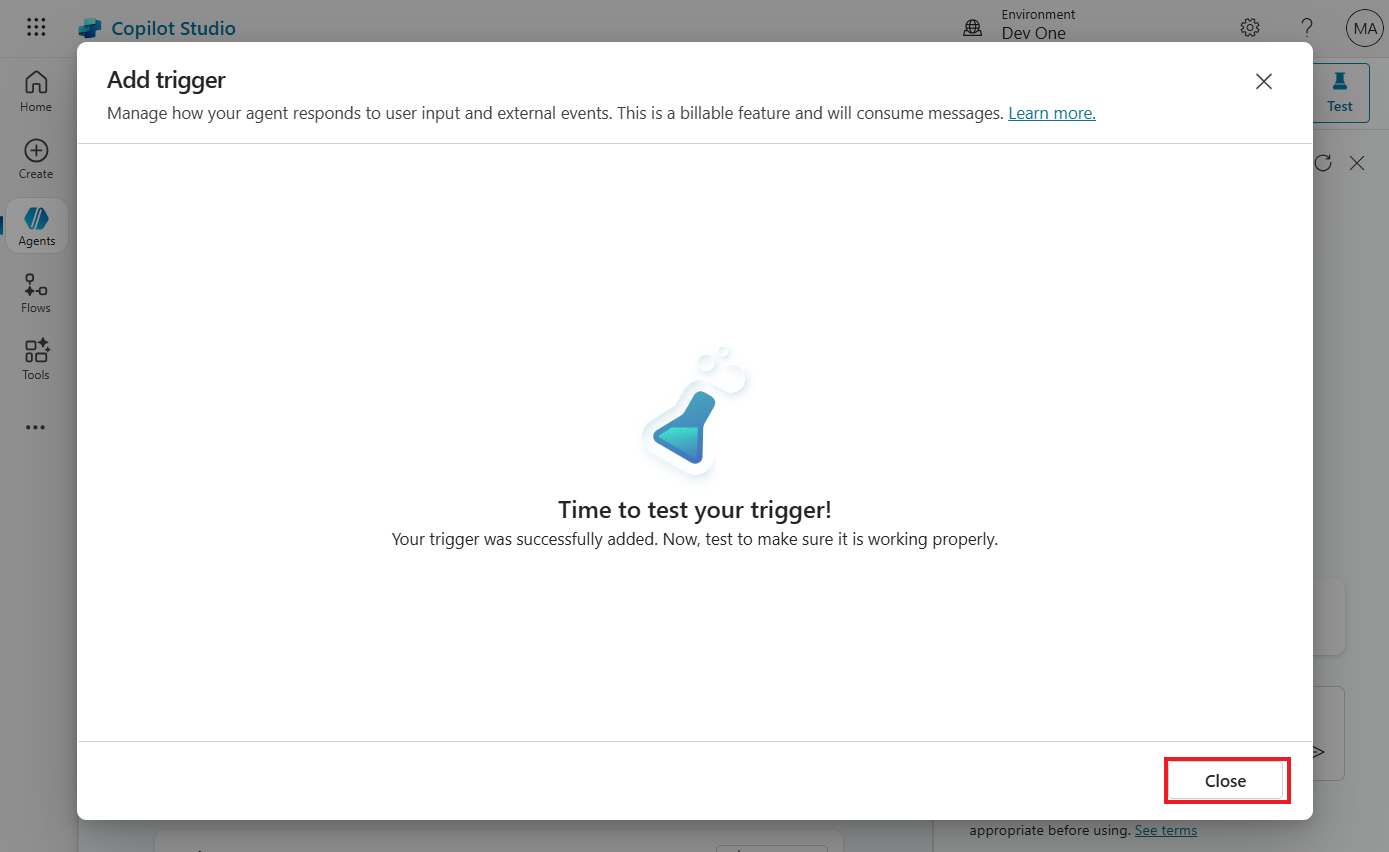 Copilot Studio
Environment
Dev One
?
MA
Home
Create
Agents
Flows
Tools
Add trigger
Manage how your agent responds to user input and external events. This is a billable feature and will consume messages. Learn more.
Test
Time to test your trigger!
Your trigger was successfully added. Now, test to make sure it is working properly.
Close
appropriate before using. See terms